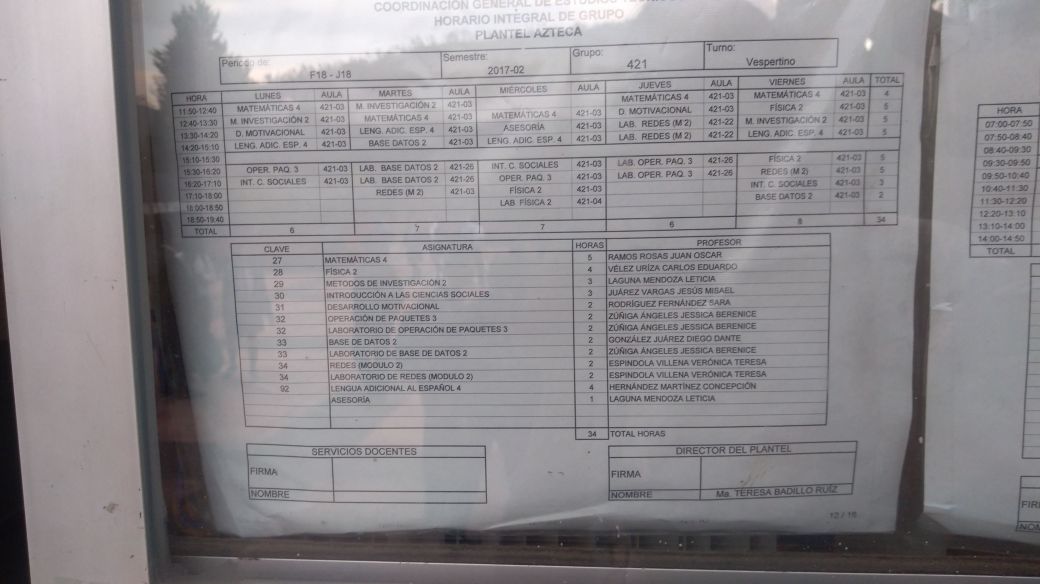 COORDINACIÓN GENERAL DE ESTUDIOS
HORARIO INTEGRAL DE GRUPO
PLANTEL AZTECA
Periodo de: F18 - J18 Semestre: 2017-02 Grupo: 421 Turno: Vespertino
HORA LUNES AULA MARTES AULA MIÉRCOLES AULA JUEVES AULA VIERNES AULA TOTAL
11:50-12:40 MATEMÁTICAS 4 421-03 M. INVESTIGACIÓN 2 421-03 MATEMÁTICAS 4 421-03 MATEMÁTICAS 4 421-03 4
12:40-13:30 M. INVESTIGACIÓN 2 421-03 MATEMÁTICAS 4 421-03 MATEMÁTICAS 4 421-03 D. MOTIVACIONAL 421-03 FÍSICA 2 421-03 5
13:30-14:20 D. MOTIVACIONAL 421-03 LENG. ADIC. ESP. 4 421-03 ASESORÍA 421-03 LAB. REDES (M 2) 421-22 M. INVESTIGACIÓN 2 421-03 5
14:20-15:10 LENG. ADIC. ESP. 4 421-03 BASE DATOS 2 421-03 LENG. ADIC. ESP. 4 421-03 LAB. REDES (M 2) 421-22 LENG. ADIC. ESP. 4 421-03 5
15:10-15:30
15:30-16:20 OPER. PAQ. 3 421-03 LAB. BASE DATOS 2 421-26 INT. C. SOCIALES 421-03 LAB. OPER. PAQ. 3 421-26 FÍSICA 2 421-03 5
16:20-17:10 INT. C. SOCIALES 421-03 LAB. BASE DATOS 2 421-26 OPER. PAQ. 3 421-03 LAB. OPER. PAQ. 3 421-26 REDES (M 2) 421-03 5
17:10-18:00 REDES (M 2) 421-03 FÍSICA 2 421-03 INT. C. SOCIALES 421-03 3
18:00-18:50 LAB. FÍSICA 2 421-04 BASE DATOS 2 421-03 2
18:50-19:40
TOTAL 6 7 7 6 8 34
CLAVE ASIGNATURA HORAS PROFESOR
27 MATEMÁTICAS 4 5 RAMOS ROSAS JUAN OSCAR
28 FÍSICA 2 4 VÉLEZ URÍZA CARLOS EDUARDO
29 METODOS DE INVESTIGACIÓN 2 3 LAGUNA MENDOZA LETICIA
30 INTRODUCCIÓN A LAS CIENCIAS SOCIALES 3 JUÁREZ VARGAS JESÚS MISAEL
31 DESARROLLO MOTIVACIONAL 2 RODRÍGUEZ FERNÁNDEZ SARA
32 OPERACIÓN DE PAQUETES 3 2 ZÚÑIGA ÁNGELES JESSICA BERENICE
32 LABORATORIO DE OPERACIÓN DE PAQUETES 3 2 ZÚÑIGA ÁNGELES JESSICA BERENICE
33 BASE DE DATOS 2 2 GONZÁLEZ JUÁREZ DIEGO DANTE
33 LABORATORIO DE BASE DE DATOS 2 2 ZÚÑIGA ÁNGELES JESSICA BERENICE
34 REDES (MODULO 2) 2 ESPINDOLA VILLENA VERÓNICA TERESA
34 LABORATORIO DE REDES (MODULO 2) 2 ESPINDOLA VILLENA VERÓNICA TERESA
92 LENGUA ADICIONAL AL ESPAÑOL 4 4 HERNÁNDEZ MARTÍNEZ CONCEPCIÓN
ASESORÍA 1 LAGUNA MENDOZA LETICIA
34 TOTAL HORAS
SERVICIOS DOCENTES
FIRMA
NOMBRE
DIRECTOR DEL PLANTEL
FIRMA
NOMBRE Ma. TERESA BADILLO RUÍZ
12 / 16
HORA
07:00-07:50
07:50-08:40
08:40-09:30
09:30-09:50
09:50-10:40
10:40-11:30
11:30-12:20
12:20-13:10
13:10-14:00
14:00-14:50
TOTAL